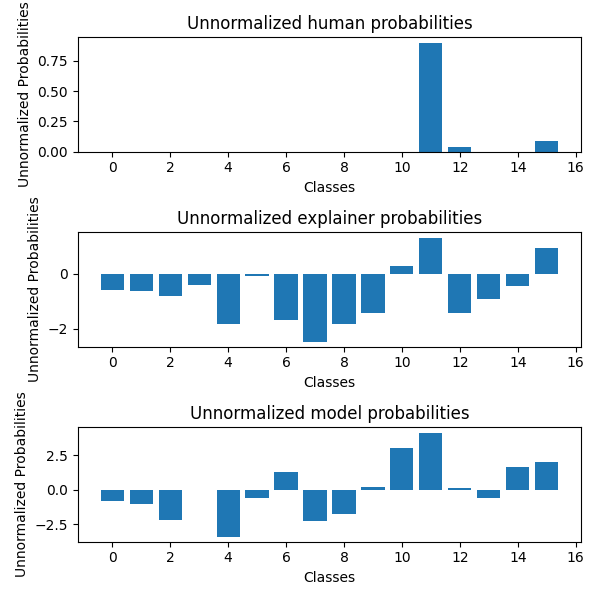 Unnormalized human probabilities
Unnormalized Probabilities
0.75
0.50
0.25
0.00
0 2 4 6 8 10 12 14 16
Classes
Unnormalized explainer probabilities
Unnormalized Probabilities
0
−2
0 2 4 6 8 10 12 14 16
Classes
Unnormalized model probabilities
Unnormalized Probabilities
2.5
0.0
−2.5
0 2 4 6 8 10 12 14 16
Classes